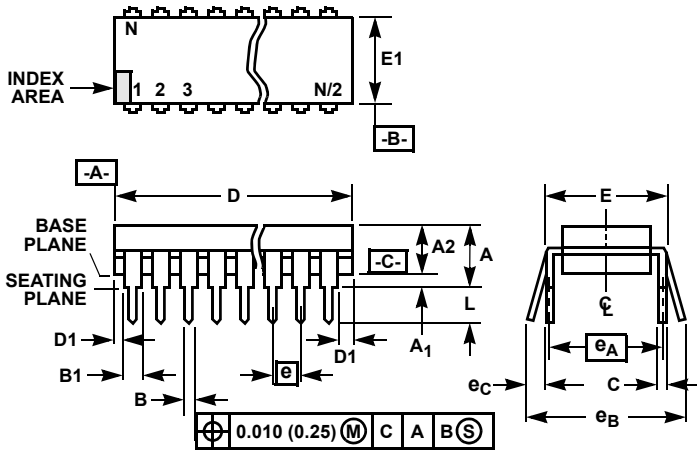 N
E1
INDEX
AREA
1 2 3 N/2
-B-
-A-
D
E
BASE
PLANE
A2
A
-C-
SEATING
PLANE
L
C
L
D1
A1
D1
eA
B1
e
eC
C
B
eB
0.010 (0.25) M C A B S